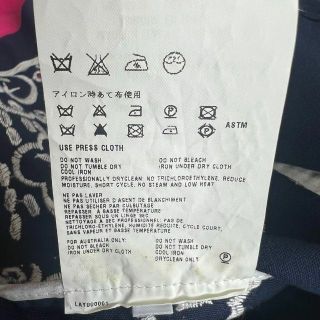 アイロン時あて布使用
P
ASTM
USE PRESS CLOTH
DO NOT WASH DO NOT BLEACH
DO NOT TUMBLE DRY IRON UNDER DRY CLOTH
COOL IRON
PROFESSIONALLY DRYCLEAN, NO TRICHLOROETHYLENE, REDUCE
MOISTURE, SHORT CYCLE, NO STEAM AND LOW HEAT
NE PAS LAVER
NE PAS UTILISER D'AGENT DE BLANCHIMENT
NE PAS SECHER PAR CULBUTAGE
REPASSER A BASSE TEMPERATURE
REPASSER SOUS UN LINGE SEC
NETTOYAGE A SEC PROFESSIONNEL, PAS DE
TRICHLORO-ETHYLENE, HUMIDITE REDUITE, CYCLE COURT,
SANS VAPEUR ET BASSE TEMPERATURE
FOR AUSTRALIA ONLY: DO NOT WASH
DO NOT BLEACH DO NOT TUMBLE DRY
IRON UNDER DRY CLOTH COOL IRON
DRYCLEAN ONLY